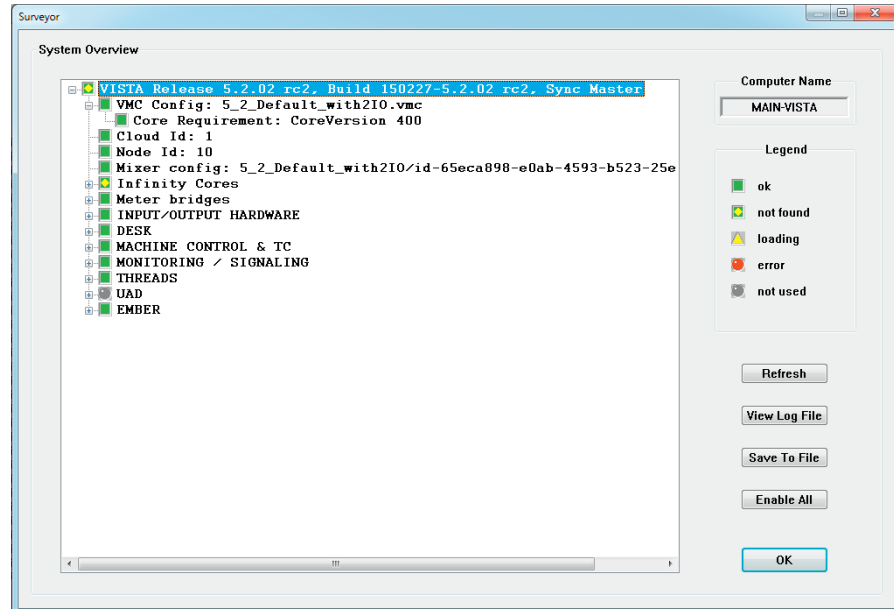 Surveyor
System Overview
VISTA Release 5.2.02 rc2, Build 150227-5.2.02 rc2, Sync Master
VMC Config: 5_2_Default_with2IO.vmc
Core Requirement: CoreVersion 400
Cloud Id: 1
Node Id: 10
Mixer config: 5_2_Default_with2IO/id-65eca898-e0ab-4593-b523-25e
Infinity Cores
Meter bridges
INPUT/OUTPUT HARDWARE
DESK
MACHINE CONTROL & TC
MONITORING / SIGNALING
THREADS
UAD
EMBER
Computer Name
MAIN-VISTA
Legend
ok
not found
loading
error
not used
Refresh
View Log File
Save To File
Enable All
OK